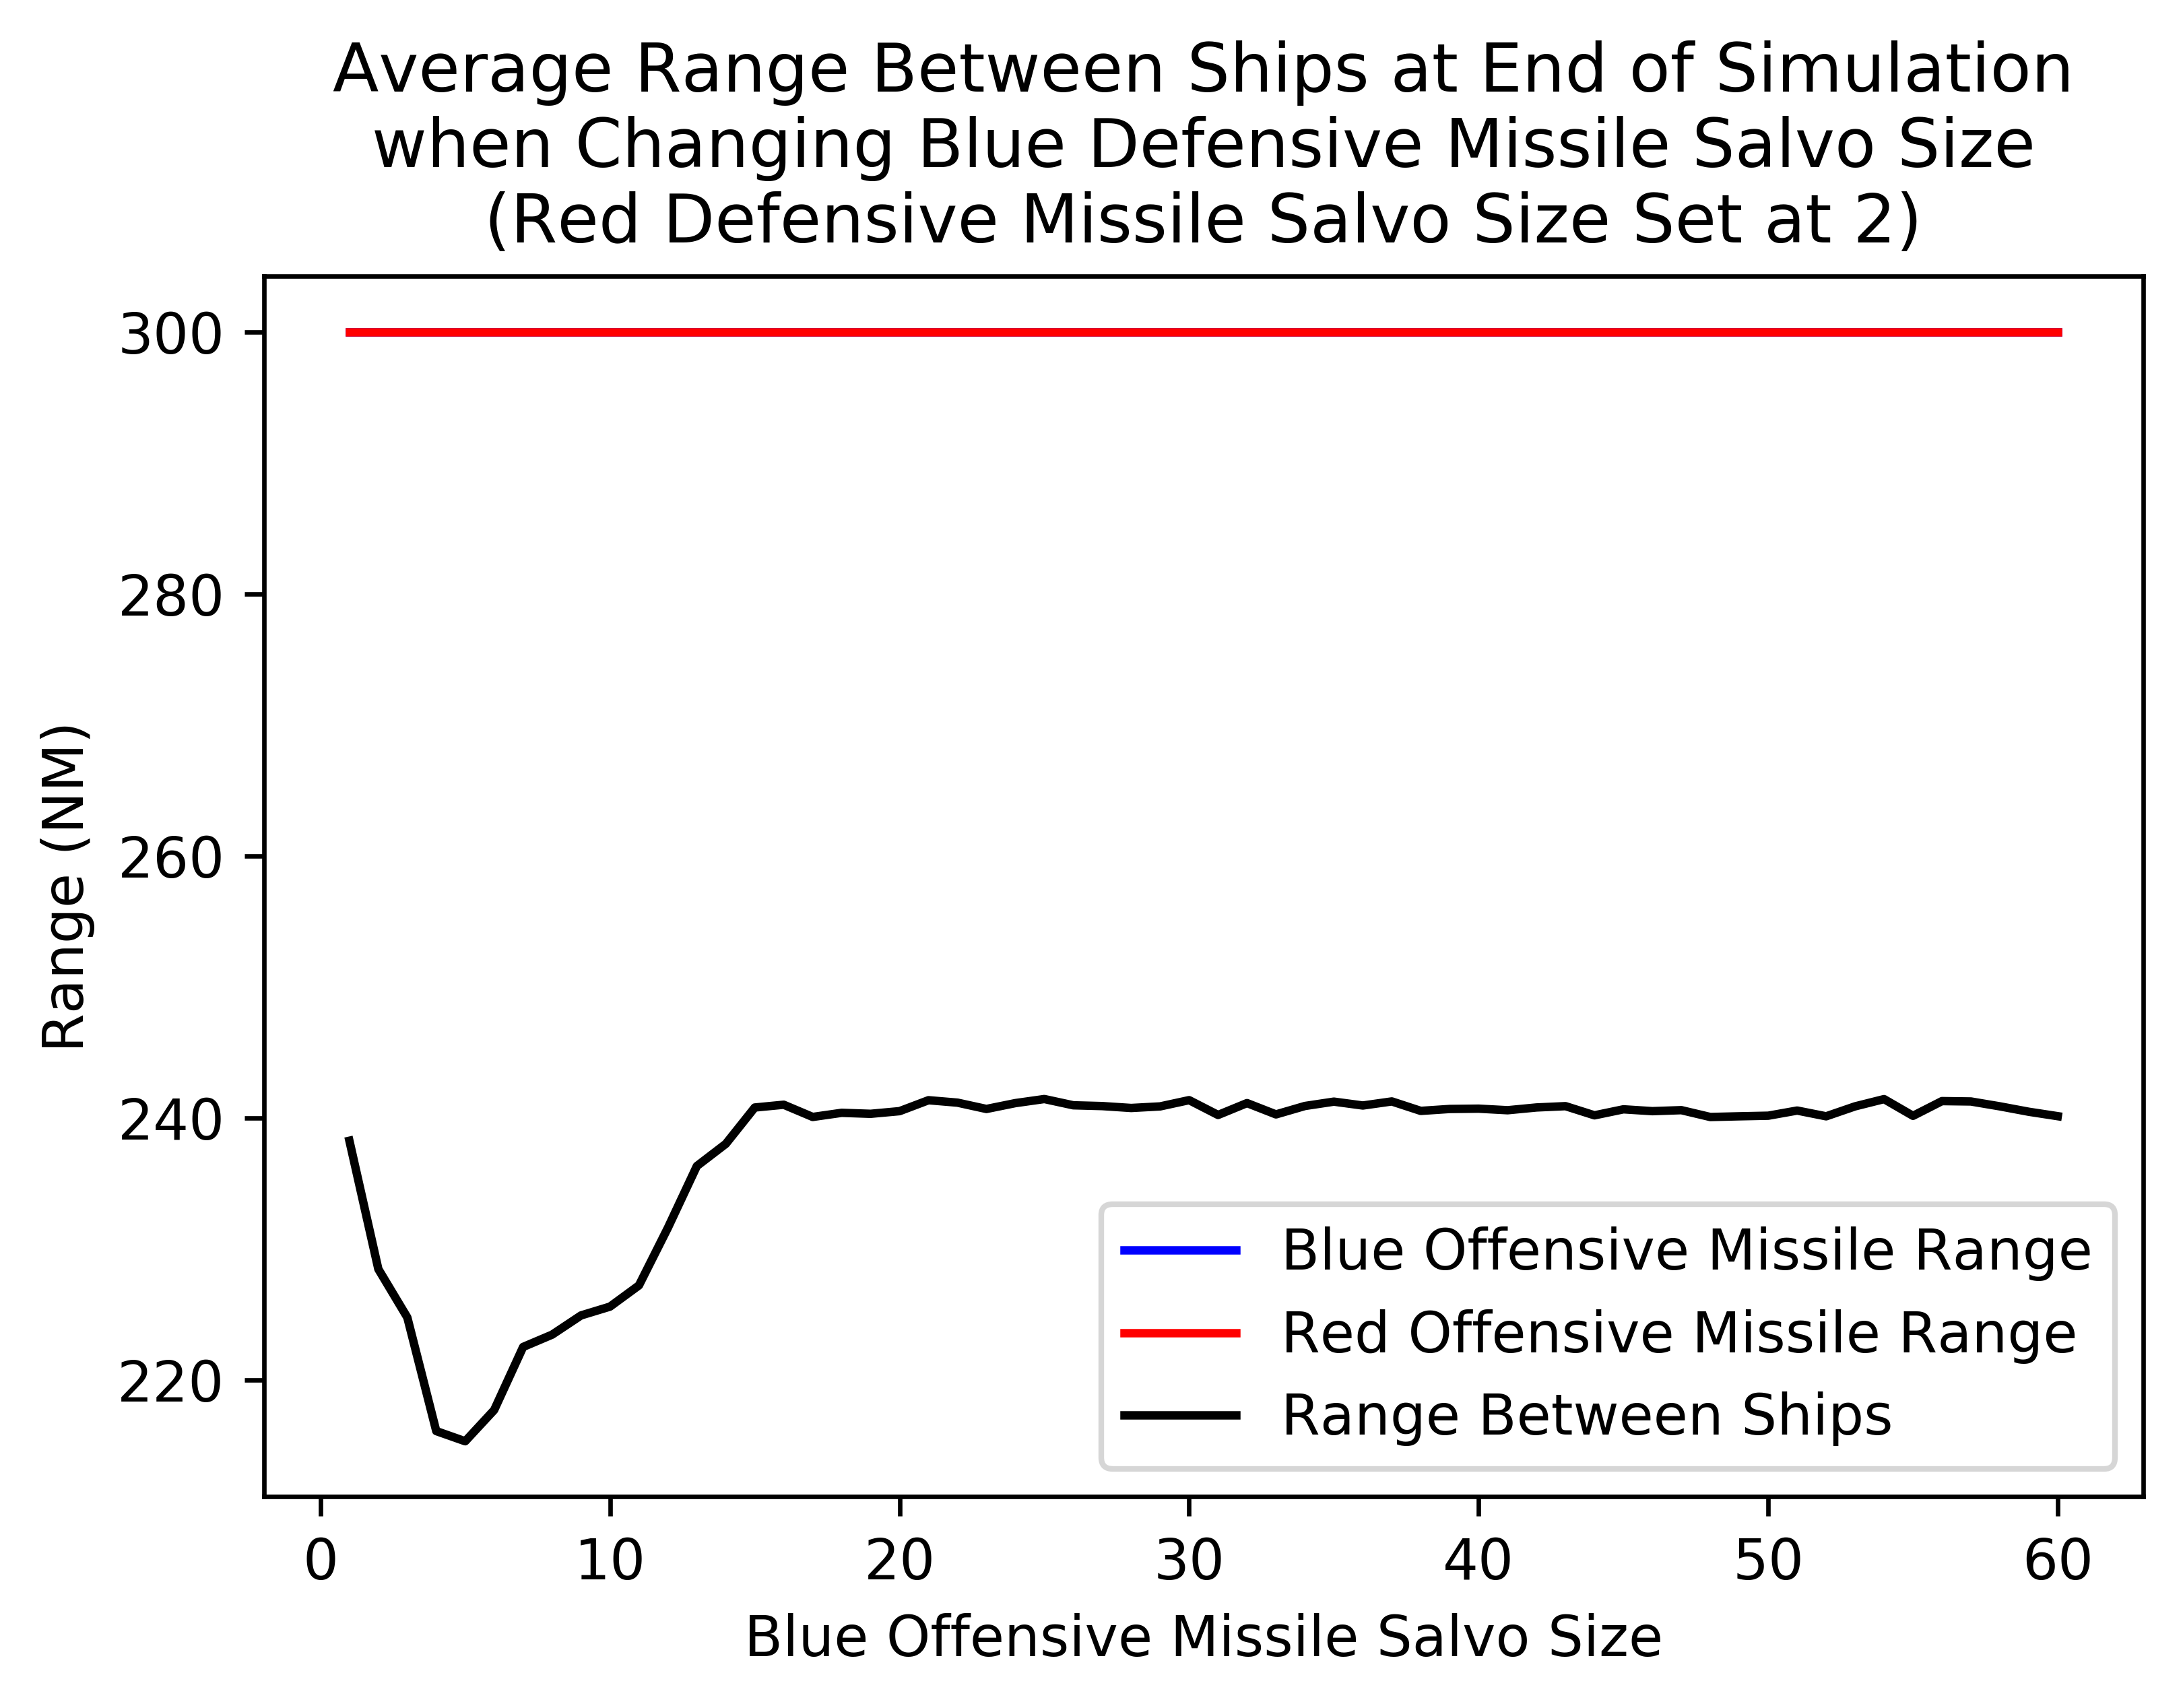 Average Range Between Ships at End of Simulation
when Changing Blue Defensive Missile Salvo Size
(Red Defensive Missile Salvo Size Set at 2)
300
280
260
240
220
Range (NM)
Blue Offensive Missile Range
Red Offensive Missile Range
Range Between Ships
0 10 20 30 40 50 60
Blue Offensive Missile Salvo Size